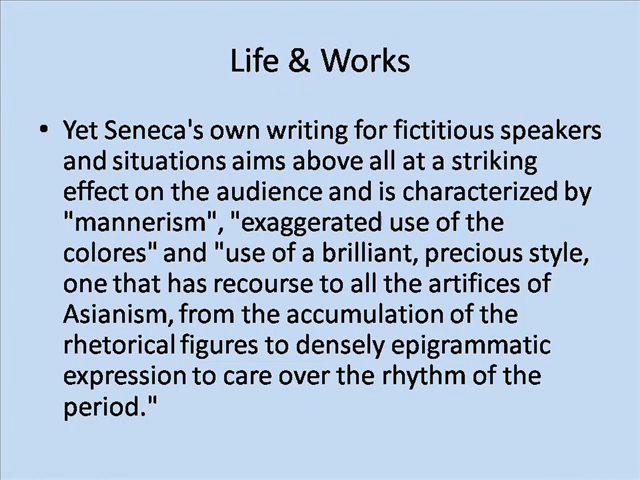 Life & Works
• Yet Seneca's own writing for fictitious speakers
and situations aims above all at a striking
effect on the audience and is characterized by
"mannerism", "exaggerated use of the
colores" and "use of a brilliant, precious style,
one that has recourse to all the artifices of
Asianism, from the accumulation of the
rhetorical figures to densely epigrammatic
expression to care over the rhythm of the
period."